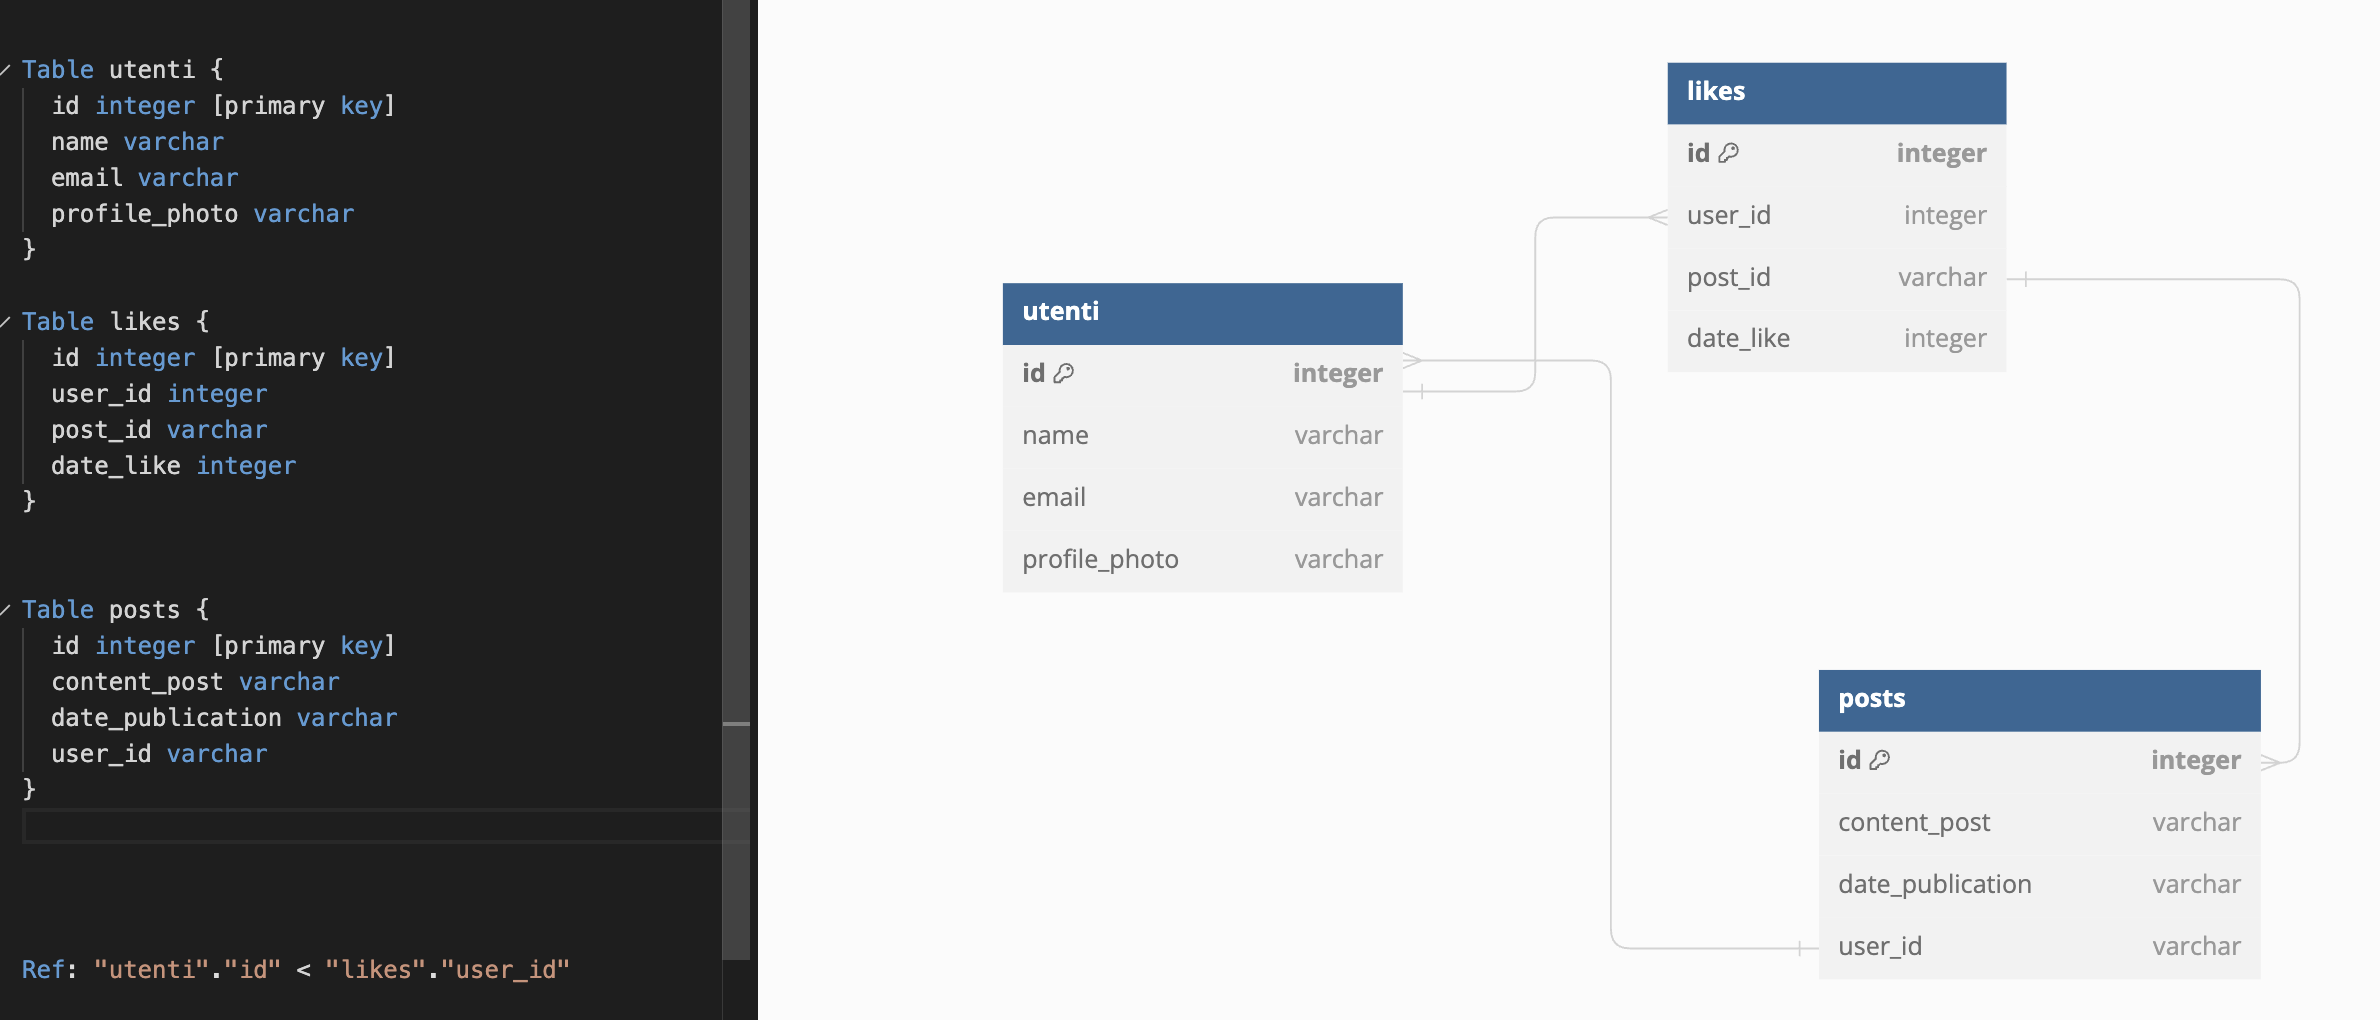 Table utenti {
id integer [primary key]
name varchar
email varchar
profile_photo varchar
}
Table likes {
id integer [primary key]
user_id integer
post_id varchar
date_like integer
}
Table posts {
id integer [primary key]
content_post varchar
date_publication varchar
user_id varchar
}
Ref: "utenti"."id" < "likes"."user_id"
utenti
id integer
name varchar
email varchar
profile_photo varchar
likes
id integer
user_id integer
post_id varchar
date_like integer
posts
id integer
content_post varchar
date_publication varchar
user_id varchar